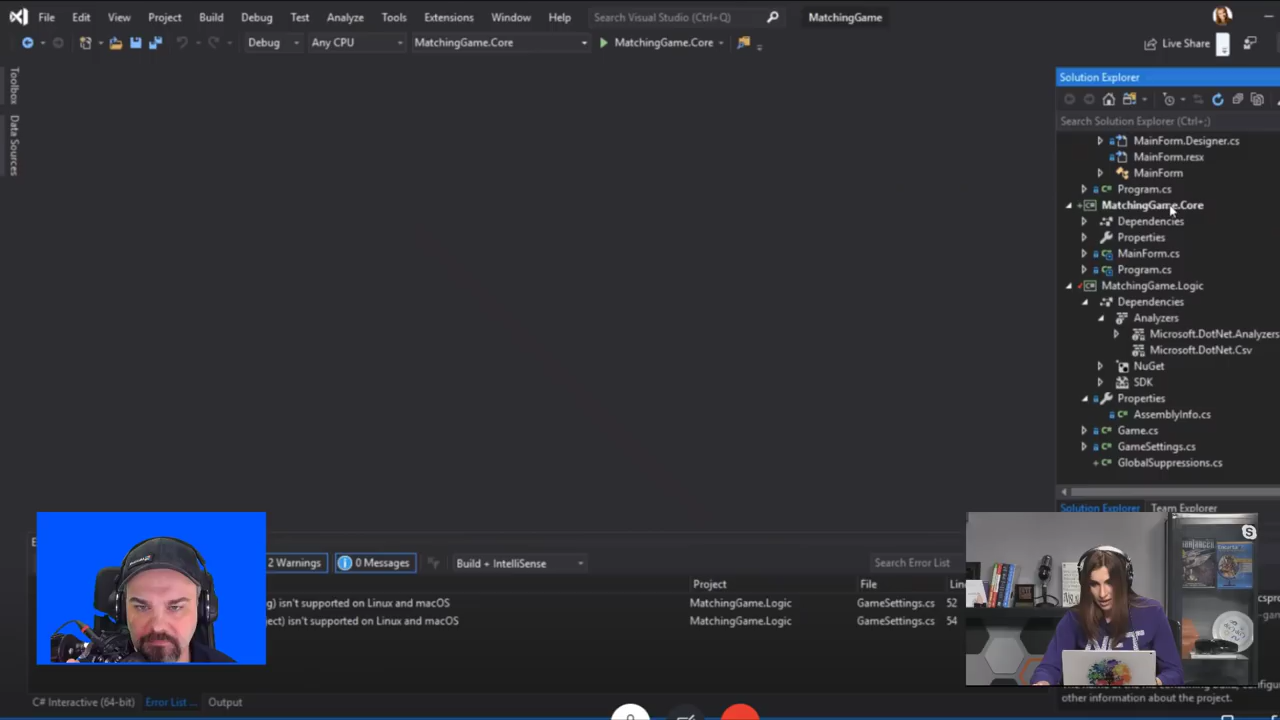 File Edit View Project Build Debug Test Analyze Tools Extensions Window Help Search Visual Studio (Ctrl+Q) MatchingGame
Debug Any CPU MatchingGame.Core MatchingGame.Core Live Share
Toolbox
Data Sources
Solution Explorer
Search Solution Explorer (Ctrl+;)
MainForm.Designer.cs
MainForm.resx
MainForm
Program.cs
MatchingGame.Core
Dependencies
Properties
MainForm.cs
Program.cs
MatchingGame.Logic
Dependencies
Analyzers
Microsoft.DotNet.Analyzers
Microsoft.DotNet.Csv
NuGet
SDK
Properties
AssemblyInfo.cs
Game.cs
GameSettings.cs
GlobalSuppressions.cs
Solution Explorer Team Explorer
2 Warnings 0 Messages Build + IntelliSense Search Error List
Project File
isn't supported on Linux and macOS MatchingGame.Logic GameSettings.cs 52
isn't supported on Linux and macOS MatchingGame.Logic GameSettings.cs 54
other information about the project.
C# Interactive (64-bit) Error List ... Output